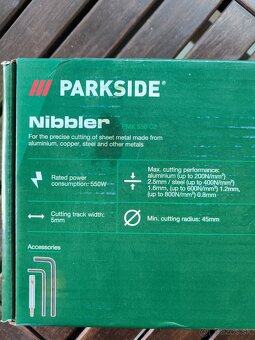 PARKSIDE®
Nibbler
For the precise cutting of sheet metal made from
aluminium, copper, steel and other metals
Rated power
consumption: 550W
Max. cutting performance:
aluminium (up to 200N/mm²)
2.5mm / steel (up to 400N/mm²)
1.6mm, (up to 600N/mm²) 1.2mm,
(up to 800N/mm²) 0.8mm
Cutting track width:
5mm
Min. cutting radius: 45mm
Accessories